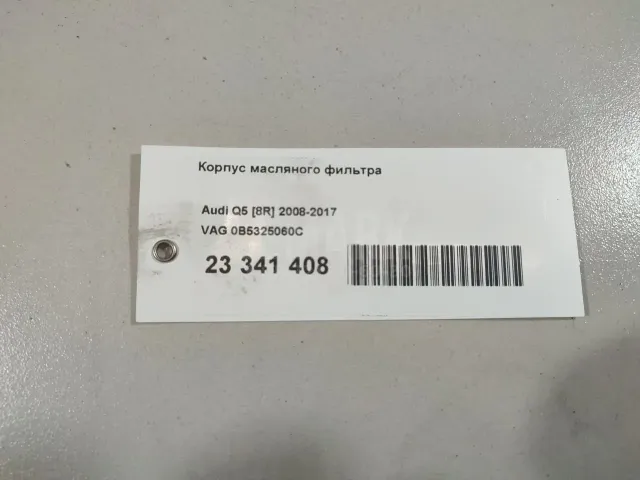 Корпус масляного фильтра
Audi Q5 [8R] 2008-2017
VAG 0B5325060C
23 341 408